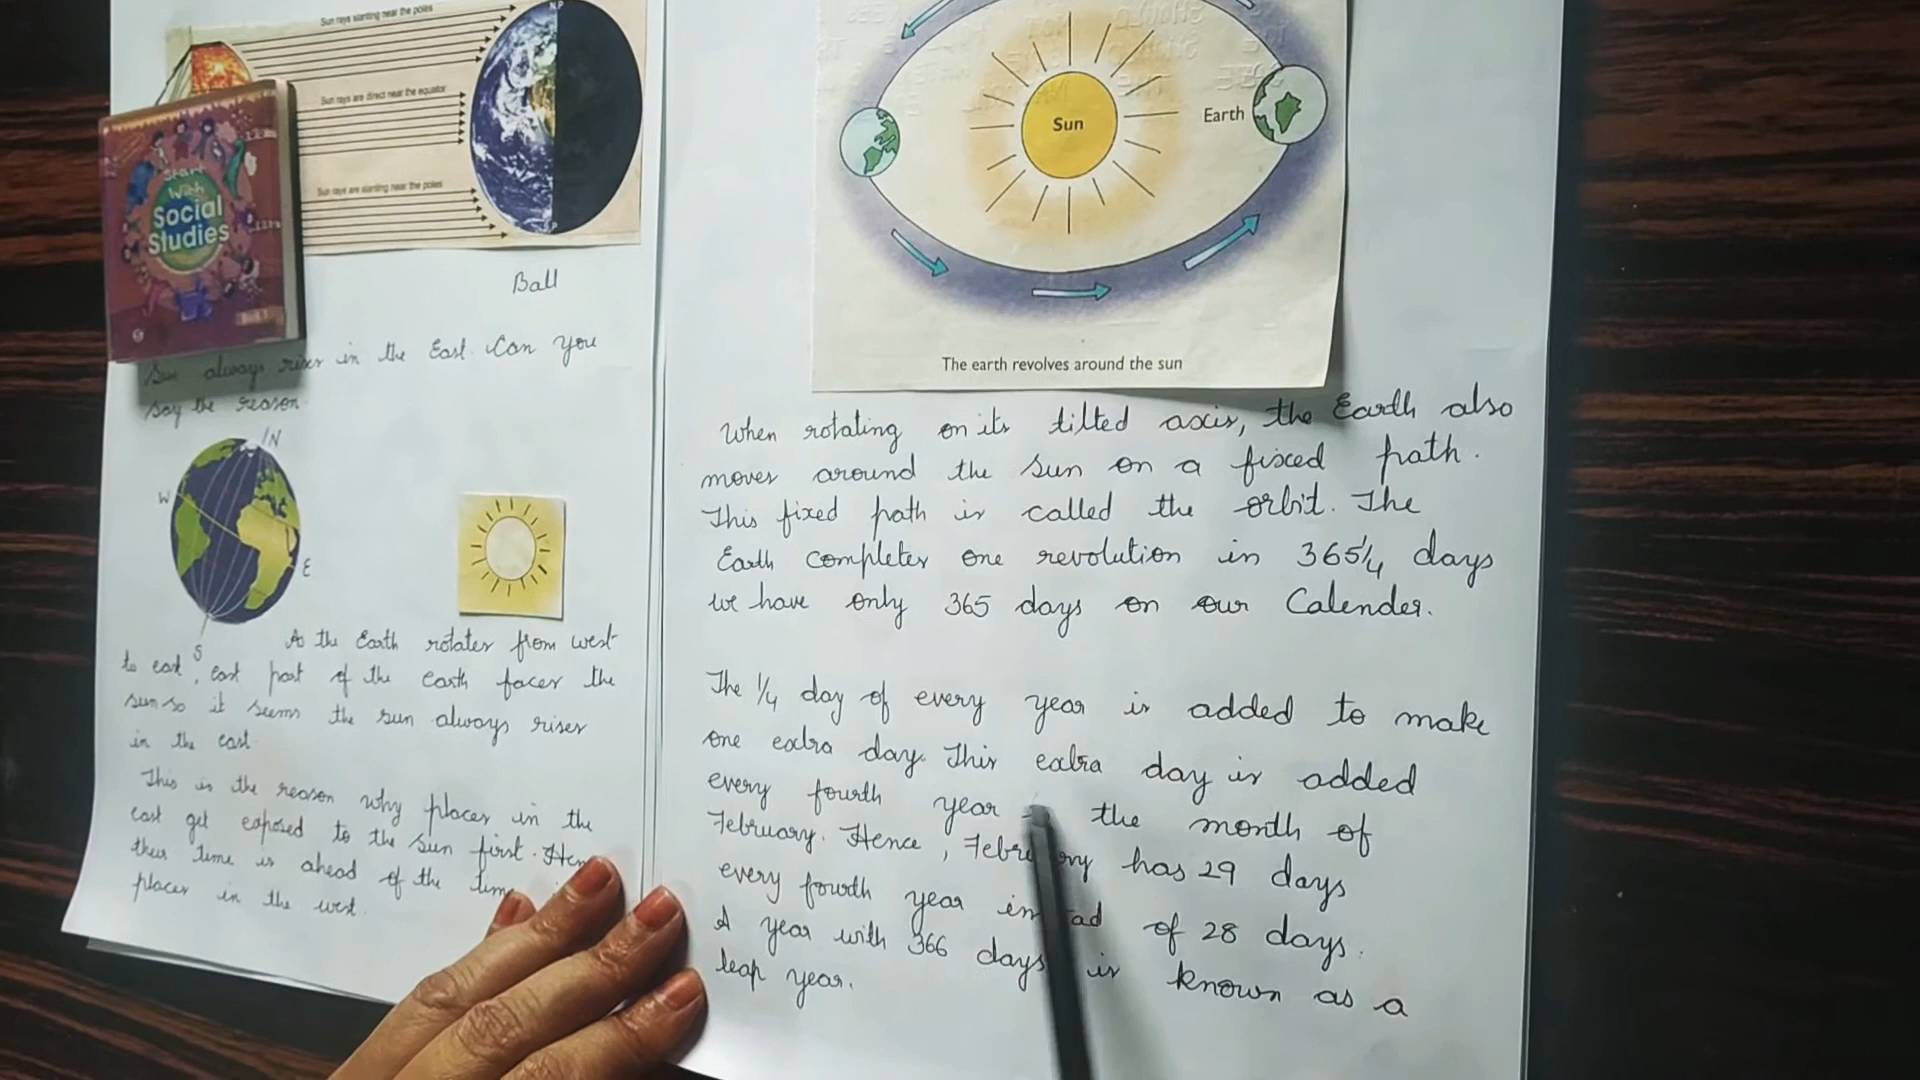 Sun rays slanting near the poles
N.P
Sun rays are direct near the equator
Sun rays are slanting near the poles
S.P
Start
With
Social
Studies
Ball
Sun always rises in the East. Can you
say the reason.
N
W
E
S
As the Earth rotates from west
to east, east part of the earth faces the
sun so it seems the sun always rises
in the east.
This is the reason why places in the
east get exposed to the sun first. Hen
their time is ahead of the time
places in the west.
Sun
Earth
The earth revolves around the sun
When rotating on its tilted axis, the Earth also
moves around the sun on a fixed path.
This fixed path is called the orbit. The
Earth completes one revolution in 365 1/4 days
we have only 365 days on our Calender.
The 1/4 day of every year is added to make
one extra day. This extra day is added
every fourth year the month of
February. Hence, February has 29 days
every fourth year instead of 28 days.
A year with 366 days is known as a
leap year.